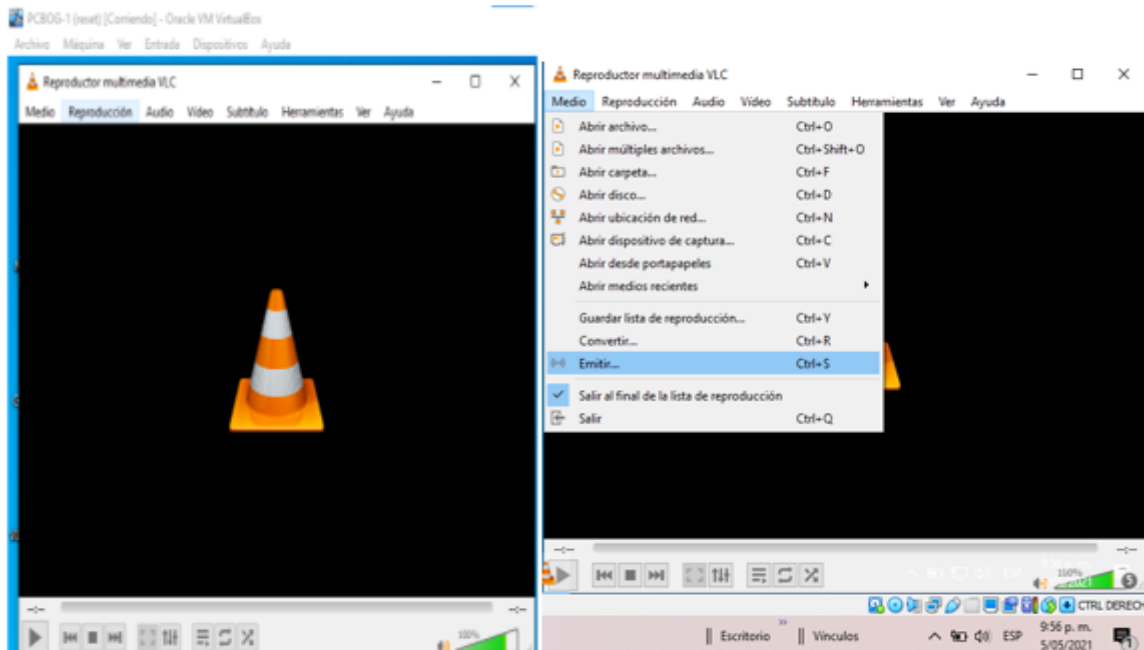 PCBOG-1 (reset) [Corriendo] - Oracle VM VirtualBox
Archivo Máquina Ver Entrada Dispositivos Ayuda
Reproductor multimedia VLC
Medio Reproducción Audio Vídeo Subtítulo Herramientas Ver Ayuda
100%
Reproductor multimedia VLC
Medio Reproducción Audio Vídeo Subtítulo Herramientas Ver Ayuda
Abrir archivo... Ctrl+O
Abrir múltiples archivos... Ctrl+Shift+O
Abrir carpeta... Ctrl+F
Abrir disco... Ctrl+D
Abrir ubicación de red... Ctrl+N
Abrir dispositivo de captura... Ctrl+C
Abrir desde portapapeles Ctrl+V
Abrir medios recientes
Guardar lista de reproducción... Ctrl+Y
Convertir... Ctrl+R
Emitir... Ctrl+S
Salir al final de la lista de reproducción
Salir Ctrl+Q
ESP
100%
5
CTRL DERECH
Escritorio Vínculos ESP 9:56 p. m.
5/05/2021
1